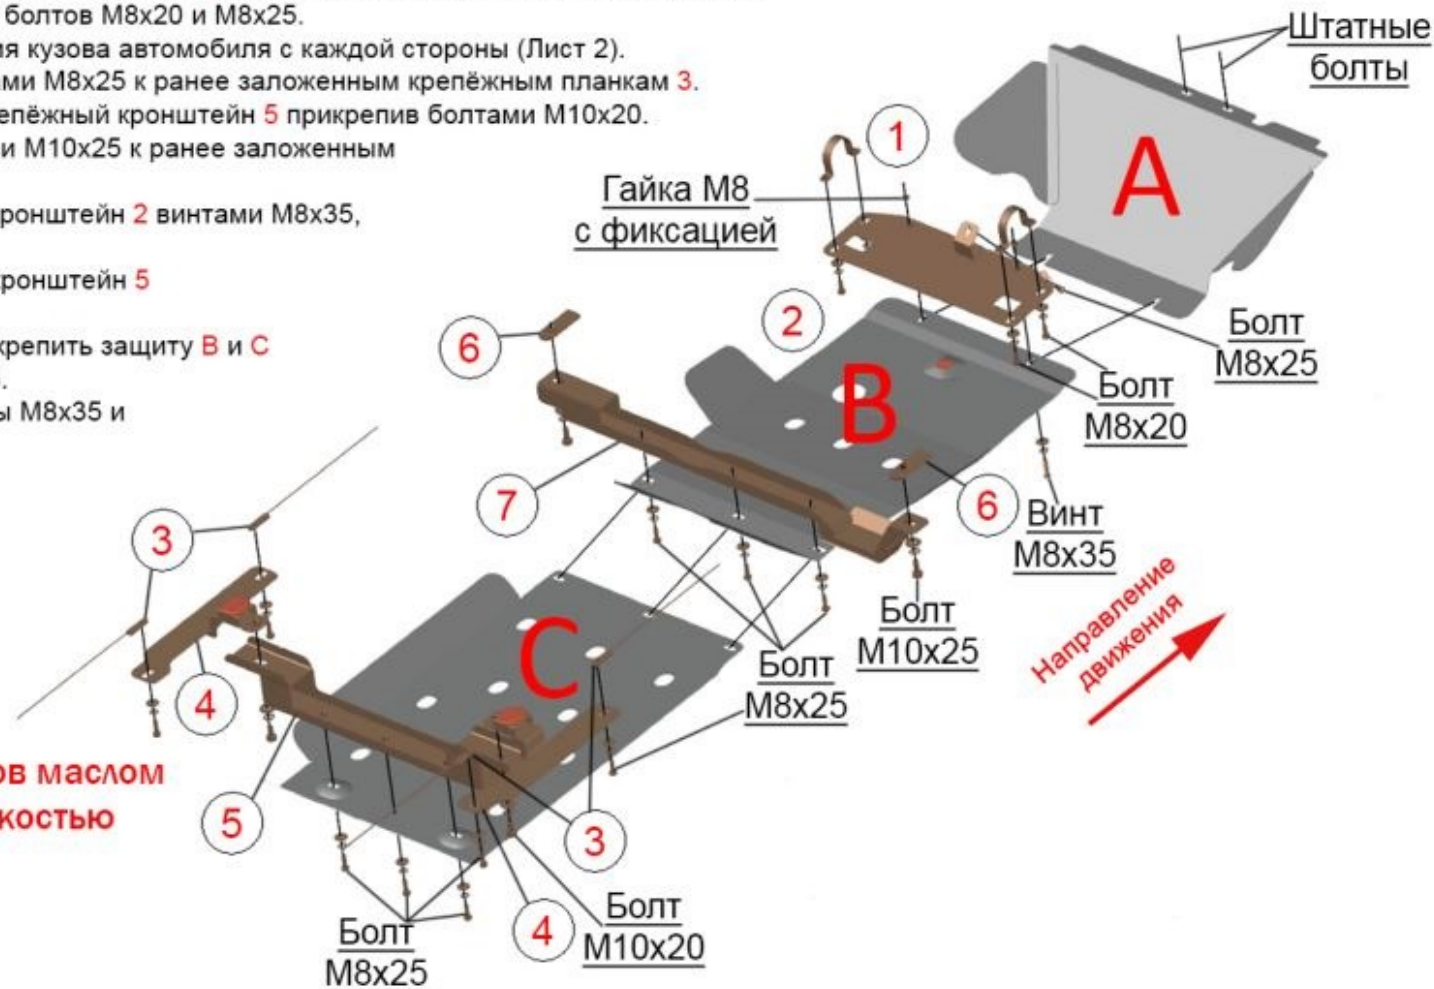 болтов М8х20 и М8х25.
ия кузова автомобиля с каждой стороны (Лист 2).
ами М8х25 к ранее заложенным крепёжным планкам 3.
епёжный кронштейн 5 прикрепив болтами М10х20.
и М10х25 к ранее заложенным
ронштейн 2 винтами М8х35,
кронштейн 5
крепить защиту В и С
ы М8х35 и
ов маслом
костью
Штатные
болты
1
A
Гайка М8
с фиксацией
2
Болт
М8х25
6
B
Болт
М8х20
7
6
Винт
М8х35
3
Болт
М10х25
Направление
движения
C
Болт
М8х25
4
5
3
4
Болт
М10х20
Болт
М8х25